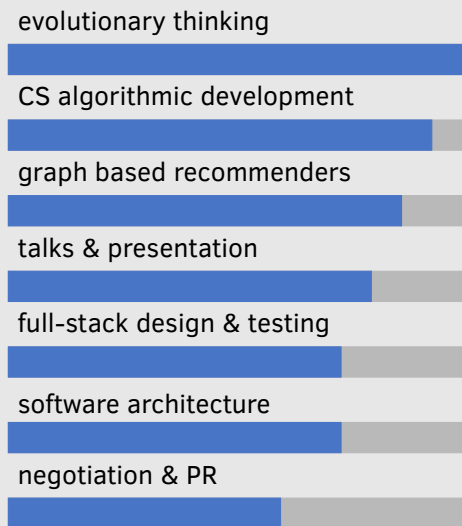 evolutionary thinking
CS algorithmic development
graph based recommenders
talks & presentation
full-stack design & testing
software architecture
negotiation & PR